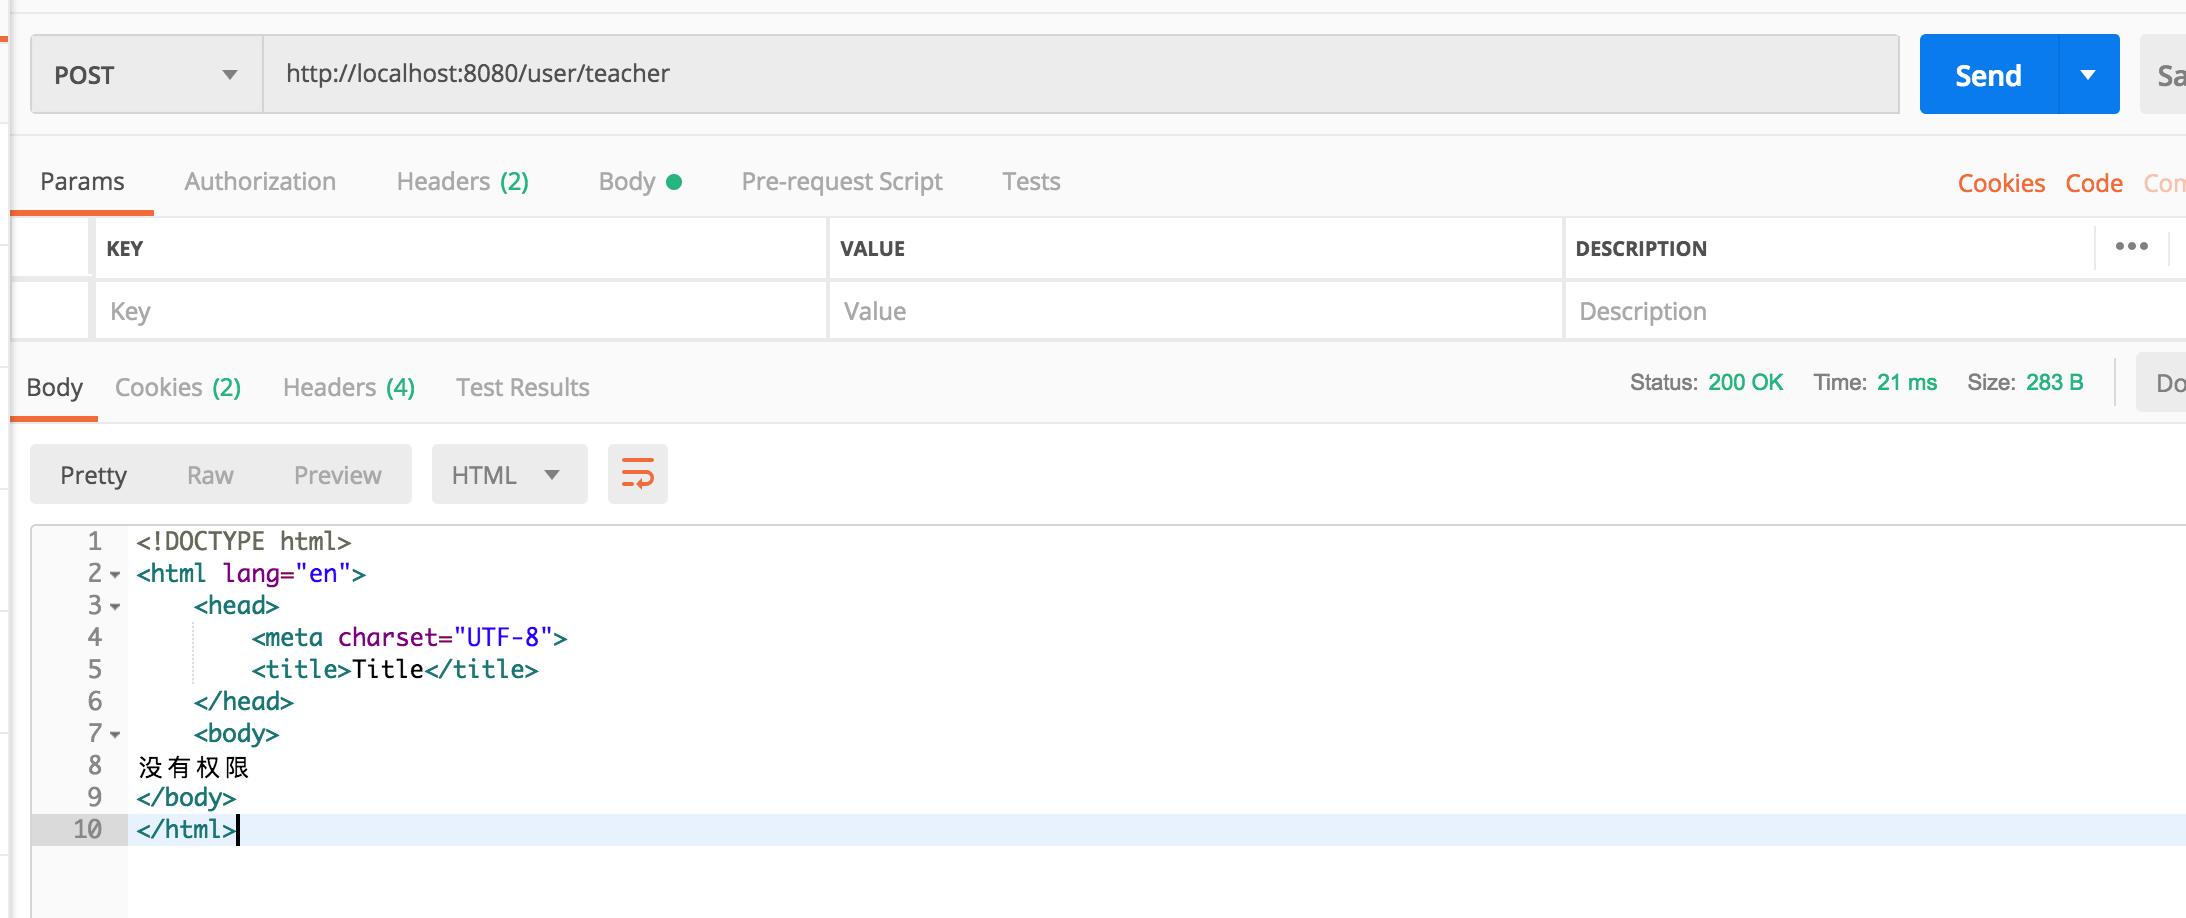 POST http://localhost:8080/user/teacher Send Sa
Params Authorization Headers (2) Body Pre-request Script Tests Cookies Code Com
KEY VALUE DESCRIPTION
Key Value Description
Body Cookies (2) Headers (4) Test Results Status: 200 OK Time: 21 ms Size: 283 B Do
Pretty Raw Preview HTML
1 <!DOCTYPE html>
2 <html lang="en">
3 <head>
4 <meta charset="UTF-8">
5 <title>Title</title>
6 </head>
7 <body>
8 没有权限
9 </body>
10 </html>